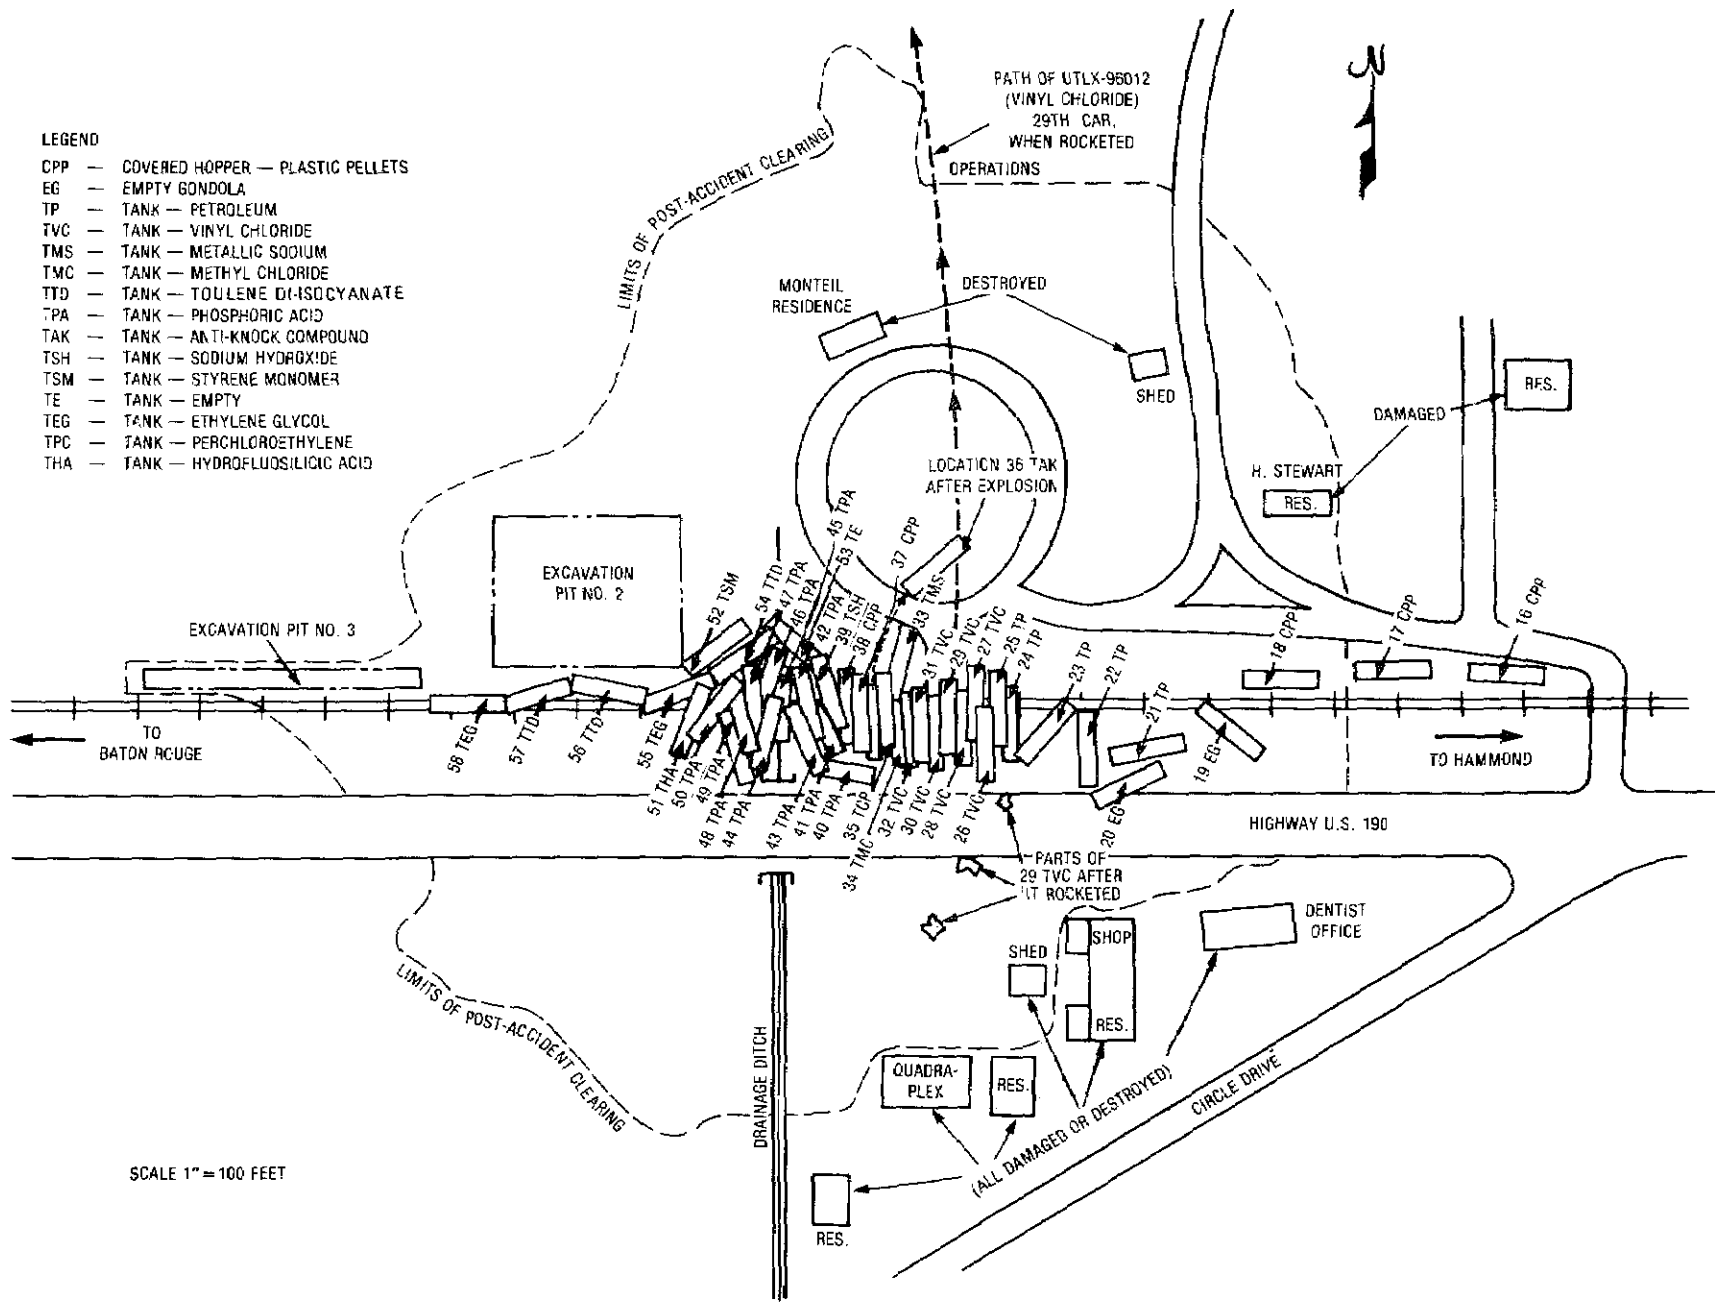 LEGEND
CPP — COVERED HOPPER — PLASTIC PELLETS
EG — EMPTY GONDOLA
TP — TANK — PETROLEUM
TVC — TANK — VINYL CHLORIDE
TMS — TANK — METALLIC SODIUM
TMC — TANK — METHYL CHLORIDE
TTD — TANK — TOULENE DI-ISOCYANATE
TPA — TANK — PHOSPHORIC ACID
TAK — TANK — ANTI-KNOCK COMPOUND
TSH — TANK — SODIUM HYDROXIDE
TSM — TANK — STYRENE MONOMER
TE — TANK — EMPTY
TEG — TANK — ETHYLENE GLYCOL
TPC — TANK — PERCHLOROETHYLENE
THA — TANK — HYDROFLUOSILICIC ACID
N
PATH OF UTLX-96012
(VINYL CHLORIDE)
29TH CAR,
WHEN ROCKETED
LIMITS OF POST-ACCIDENT CLEARING
OPERATIONS
MONTEIL
RESIDENCE
DESTROYED
SHED
RES.
DAMAGED
H. STEWART
RES.
LOCATION 36 TAK
AFTER EXPLOSION
EXCAVATION
PIT NO. 2
EXCAVATION PIT NO. 3
52 TSM
54 TTD
47 TPA
46 TPA
45 TPA
53 TE
42 TPA
39 TSH
38 CPP
37 CPP
33 TMS
31 TVC
29 TVC
27 TVC
25 TP
24 TP
23 TP
22 TP
21 TP
18 CPP
17 CPP
16 CPP
TO
BATON ROUGE
58 TEG
57 TTD
56 TTD
55 TEG
51 THA
50 TPA
49 TPA
48 TPA
44 TPA
43 TPA
41 TPA
40 TPA
35 TCP
34 TMC
32 TVC
30 TVC
28 TVC
26 TVC
20 EG
19 EG
TO HAMMOND
HIGHWAY U.S. 190
PARTS OF
29 TVC AFTER
IT ROCKETED
SHED
SHOP
RES.
DENTIST
OFFICE
LIMITS OF POST-ACCIDENT CLEARING
DRAINAGE DITCH
QUADRA-
PLEX
RES.
(ALL DAMAGED OR DESTROYED)
CIRCLE DRIVE
RES.
SCALE 1" = 100 FEET